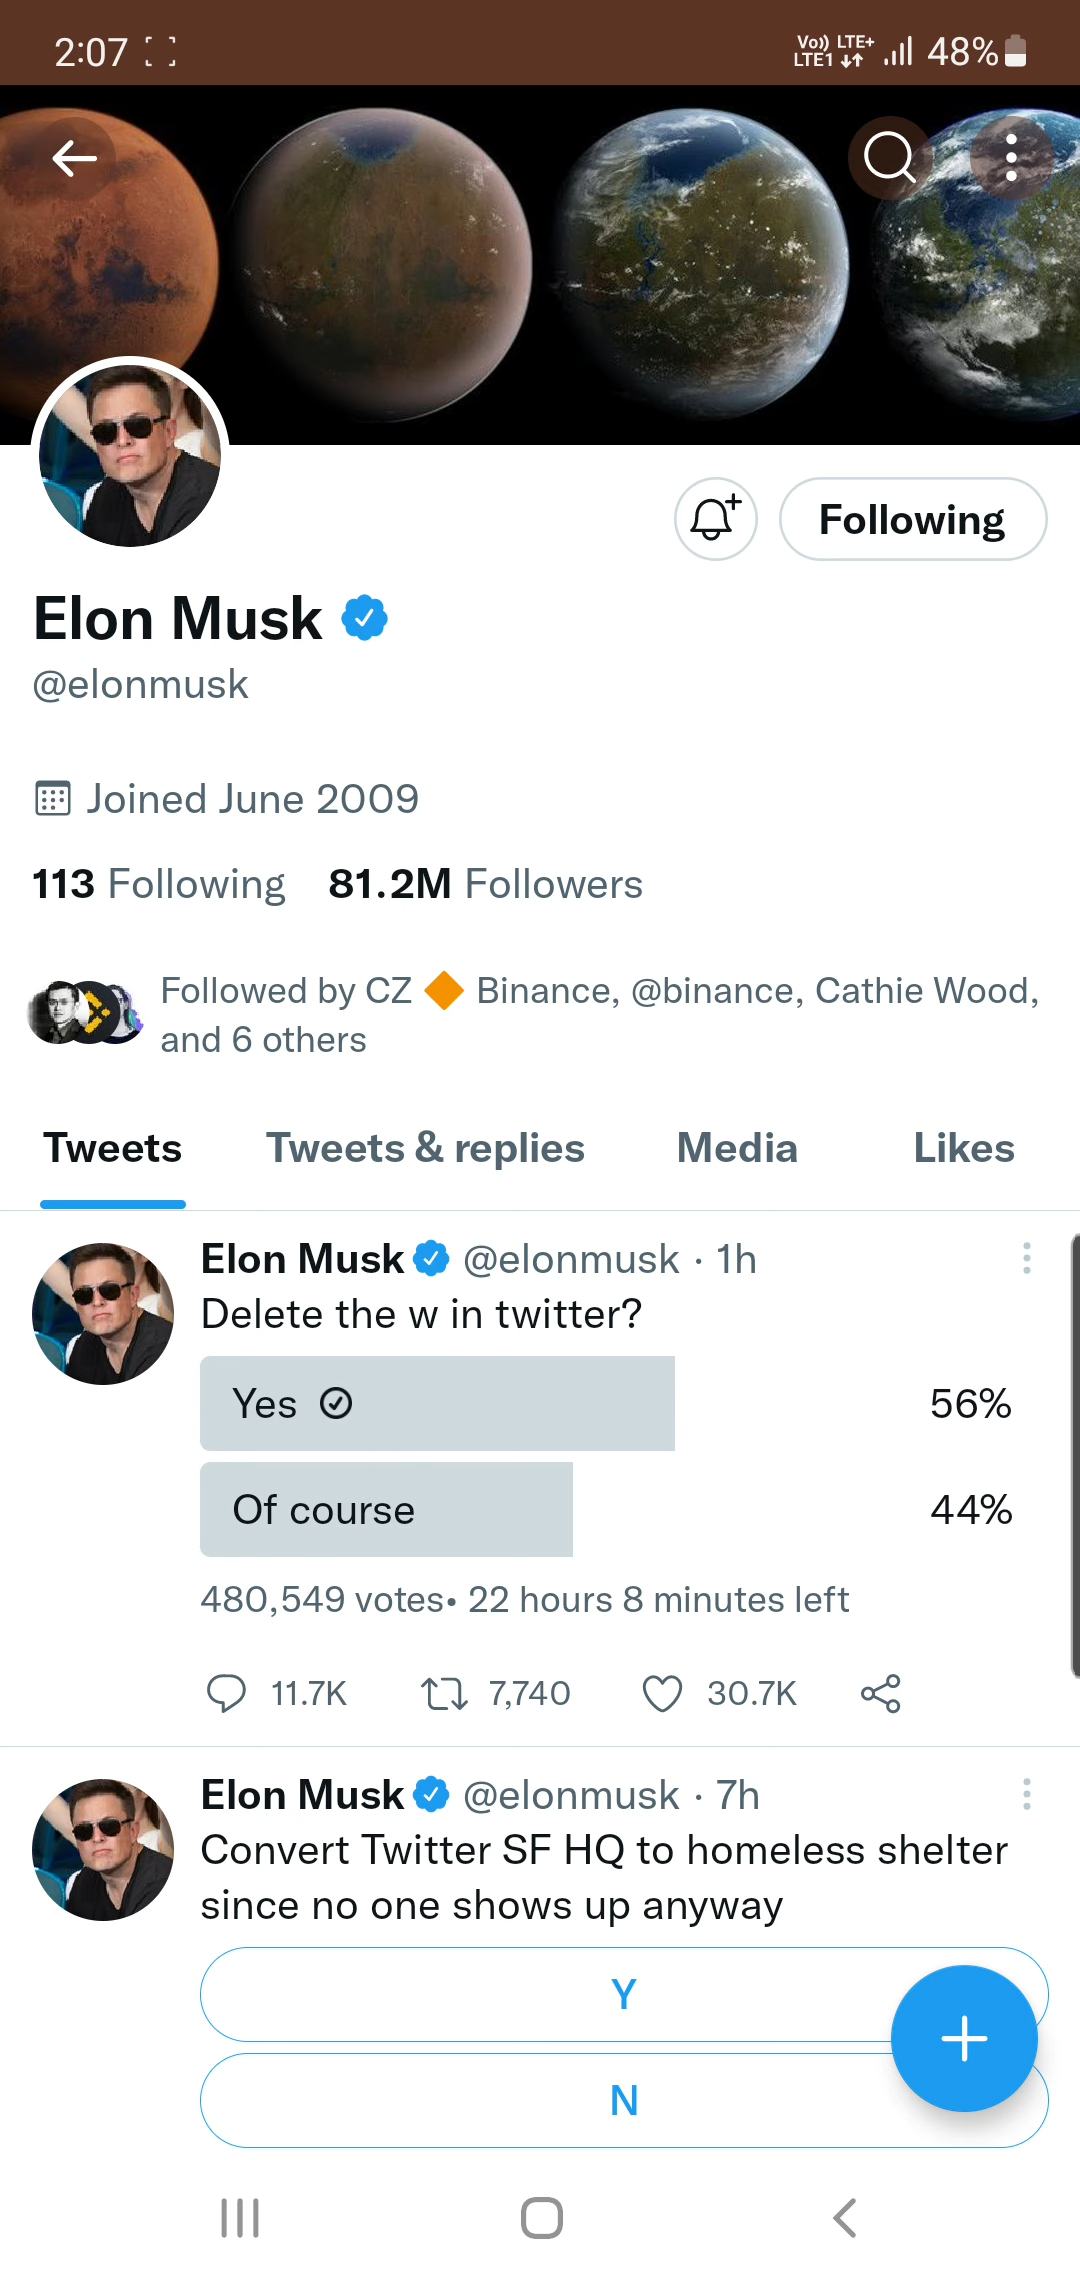 2:07 Vo)) LTE+ 48%
LTE1
Following
Elon Musk
@elonmusk
Joined June 2009
113 Following 81.2M Followers
Followed by CZ 🔶 Binance, @binance, Cathie Wood,
and 6 others
Tweets Tweets & replies Media Likes
Elon Musk @elonmusk · 1h
Delete the w in twitter?
Yes 56%
Of course 44%
480,549 votes• 22 hours 8 minutes left
11.7K 7,740 30.7K
Elon Musk @elonmusk · 7h
Convert Twitter SF HQ to homeless shelter
since no one shows up anyway
Y
N